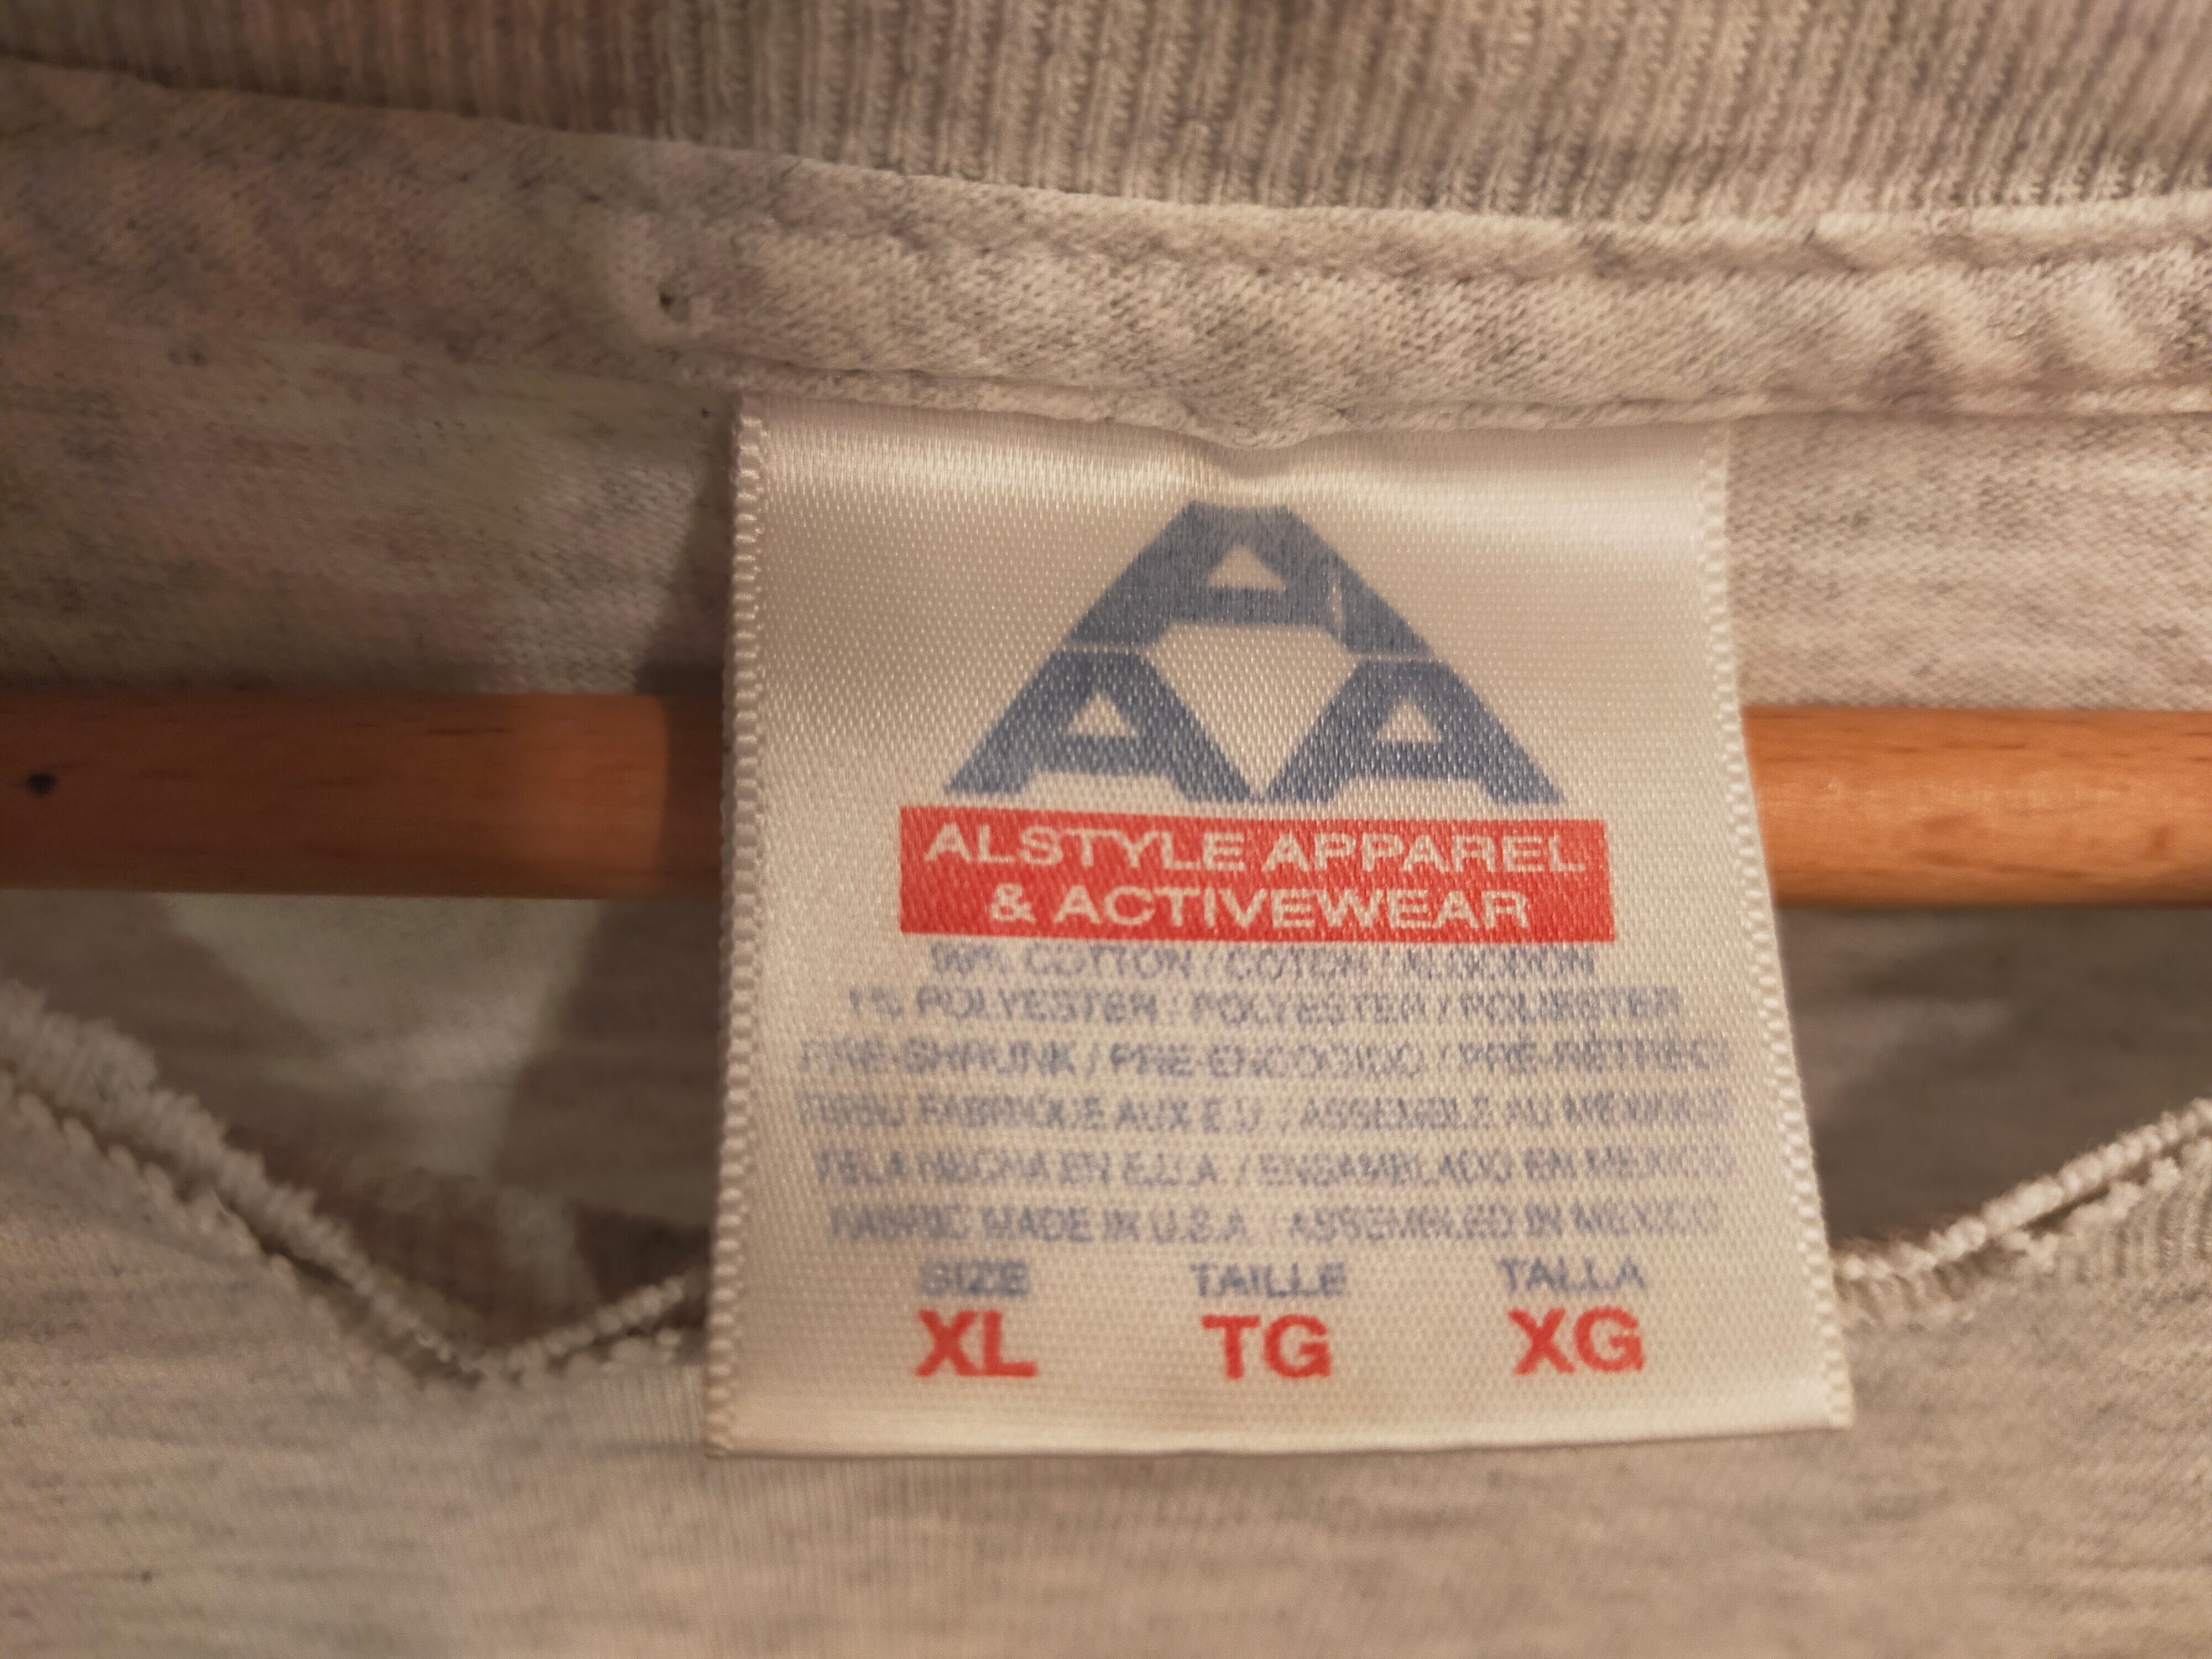 A
A A
ALSTYLE APPAREL
& ACTIVEWEAR
99% COTTON / COTON / ALGODON
1% POLYESTER / POLYESTER / POLIESTER
PRE-SHRUNK / PRE-ENCOGIDO / PRÉ-RÉTRÉCI
TISSU FABRIQUE AUX E.U. / ASSEMBLE AU MEXIQUE
TELA HECHA EN E.U.A. / ENSAMBLADO EN MEXICO
FABRIC MADE IN U.S.A. ASSEMBLED IN MEXICO
SIZE TAILLE TALLA
XL TG XG